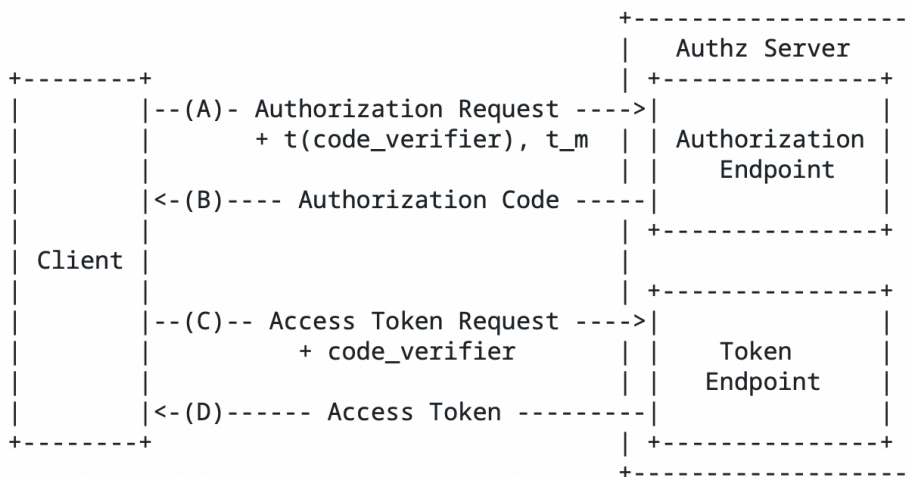 +-------------------
|   Authz Server
+--------+                                | +---------------+
|        |--(A)- Authorization Request ---->|               |
|        |       + t(code_verifier), t_m  | | Authorization |
|        |                                | |    Endpoint   |
|        |<-(B)---- Authorization Code -----|               |
|        |                                | +---------------+
| Client |                                |
|        |                                | +---------------+
|        |--(C)-- Access Token Request ---->|               |
|        |          + code_verifier       | |    Token      |
|        |                                | |   Endpoint    |
|        |<-(D)------ Access Token ---------|               |
+--------+                                | +---------------+
+-------------------